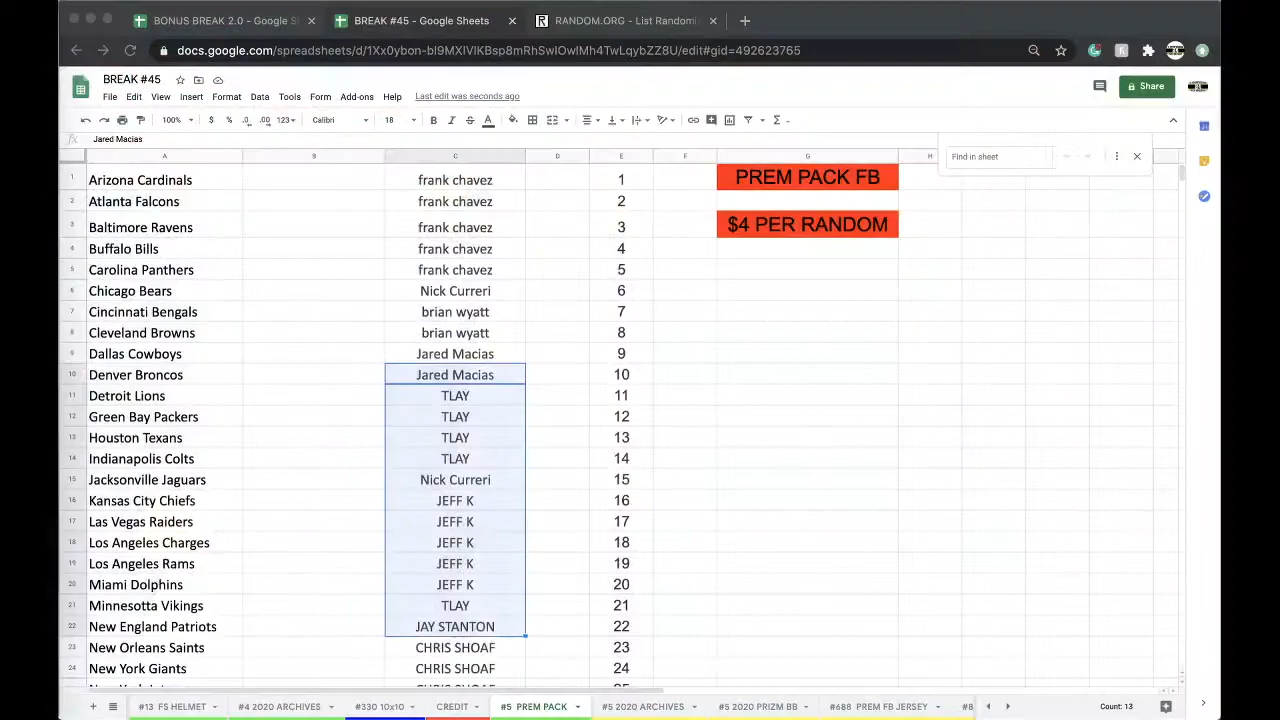 BONUS BREAK 2.0 - Google S
BREAK #45 - Google Sheets
RANDOM.ORG - List Randomi
docs.google.com/spreadsheets/d/1Xx0ybon-bI9MXIVIKBsp8mRhSwIOwIMh4TwLqybZZ8U/edit#gid=492623765
BREAK #45
File Edit View Insert Format Data Tools Form Add-ons Help Last edit was seconds ago
Share
100% $ % .0 .00 123 Calibri 18 B I S A
fx Jared Macias
Find in sheet
A B C D E F G H
1 Arizona Cardinals frank chavez 1 PREM PACK FB
2 Atlanta Falcons frank chavez 2
3 Baltimore Ravens frank chavez 3 $4 PER RANDOM
4 Buffalo Bills frank chavez 4
5 Carolina Panthers frank chavez 5
6 Chicago Bears Nick Curreri 6
7 Cincinnati Bengals brian wyatt 7
8 Cleveland Browns brian wyatt 8
9 Dallas Cowboys Jared Macias 9
10 Denver Broncos Jared Macias 10
11 Detroit Lions TLAY 11
12 Green Bay Packers TLAY 12
13 Houston Texans TLAY 13
14 Indianapolis Colts TLAY 14
15 Jacksonville Jaguars Nick Curreri 15
16 Kansas City Chiefs JEFF K 16
17 Las Vegas Raiders JEFF K 17
18 Los Angeles Charges JEFF K 18
19 Los Angeles Rams JEFF K 19
20 Miami Dolphins JEFF K 20
21 Minnesotta Vikings TLAY 21
22 New England Patriots JAY STANTON 22
23 New Orleans Saints CHRIS SHOAF 23
24 New York Giants CHRIS SHOAF 24
#13 FS HELMET #4 2020 ARCHIVES #330 10x10 CREDIT #5 PREM PACK #5 2020 ARCHIVES #5 2020 PRIZM BB #688 PREM FB JERSEY #8 Count: 13